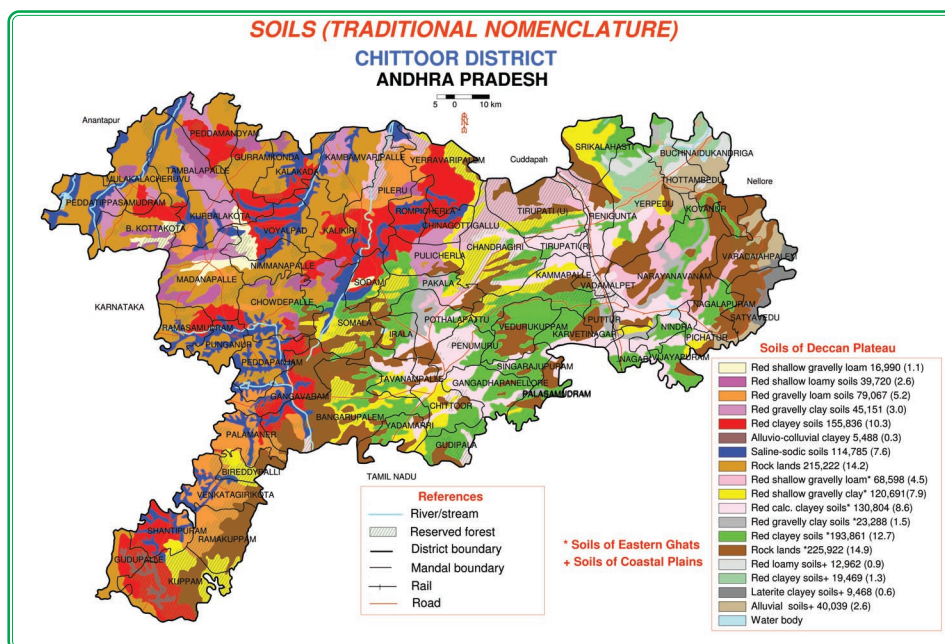 SOILS (TRADITIONAL NOMENCLATURE)
CHITTOOR DISTRICT
ANDHRA PRADESH
5 0 10 km
N
Anantapur
Cuddapah
Nellore
KARNATAKA
TAMIL NADU
PEDDAMANDYAM
GURRAMKONDA
KAMBAMVARIPALLE
YERRAVARIPALEM
TAMBALAPALLE
KALAKADA
MULAKALACHERUVU
PILERU
PEDDATIPPASAMUDRAM
KURBALAKOTA
ROMPICHERLA
B. KOTTAKOTA
VOYALPAD
KALIKIRI
CHINAGOTTIGALLU
SRIKALAHASTI
BUCHINAIDUKANDRIGA
THOTTAMBEDU
YERPEDU
KOVANUR
TIRUPATI (U)
RENIGUNTA
CHANDRAGIRI
TIRUPATI (R)
NIMMANAPALLE
PULICHERLA
VARADAIAHPALEM
MADANAPALLE
SODAM
PAKALA
KAMMAPALLE
NARAYANAVANAM
VADAMALPET
CHOWDEPALLE
NAGALAPURAM
SATYAVEDU
RAMASAMUDRAM
SOMALA
POTHALAPATTU
VEDURUKUPPAM
PUTTUR
NINDRA
IRALA
KARVETINAGAR
PICHATUR
PUNGANUR
PENUMURU
NAGARI
VIJAYAPURAM
PEDDAPANJAM
SINGARAJUPURAM
TAVANAMPALLE
GANGADHARANELLORE
GANGAVARAM
PALASAMUDRAM
BANGARUPALEM
CHITTOOR
YADAMARRI
PALAMANER
GUDIPALA
BIREDDYPALLI
VENKATAGIRIKOTA
SHANTIPURAM
RAMAKUPPAM
GUDUPALLE
KUPPAM
References
River/stream
Reserved forest
District boundary
Mandal boundary
Rail
Road
* Soils of Eastern Ghats
+ Soils of Coastal Plains
Soils of Deccan Plateau
Red shallow gravelly loam 16,990 (1.1)
Red shallow loamy soils 39,720 (2.6)
Red gravelly loam soils 79,067 (5.2)
Red gravelly clay soils 45,151 (3.0)
Red clayey soils 155,836 (10.3)
Alluvio-colluvial clayey 5,488 (0.3)
Saline-sodic soils 114,785 (7.6)
Rock lands 215,222 (14.2)
Red shallow gravelly loam* 68,598 (4.5)
Red shallow gravelly clay* 120,691(7.9)
Red calc. clayey soils* 130,804 (8.6)
Red gravelly clay soils *23,288 (1.5)
Red clayey soils *193,861 (12.7)
Rock lands *225,922 (14.9)
Red loamy soils+ 12,962 (0.9)
Red clayey soils+ 19,469 (1.3)
Laterite clayey soils+ 9,468 (0.6)
Alluvial soils+ 40,039 (2.6)
Water body